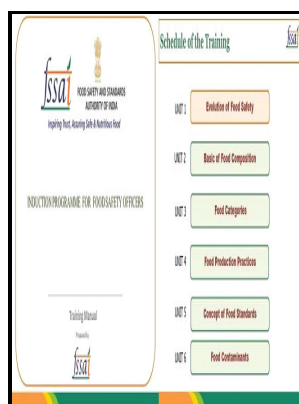 fssai
FOOD SAFETY AND STANDARDS
AUTHORITY OF INDIA
Inspiring Trust, Assuring Safe & Nutritious Food
INDUCTION PROGRAMME FOR FOOD SAFETY OFFICERS
Training Manual
Prepared by
fssai
Schedule of the Training
fssai
UNIT 1
Evolution of Food Safety
UNIT 2
Basic of Food Composition
UNIT 3
Food Categories
UNIT 4
Food Production Practices
UNIT 5
Concept of Food Standards
UNIT 6
Food Contaminants